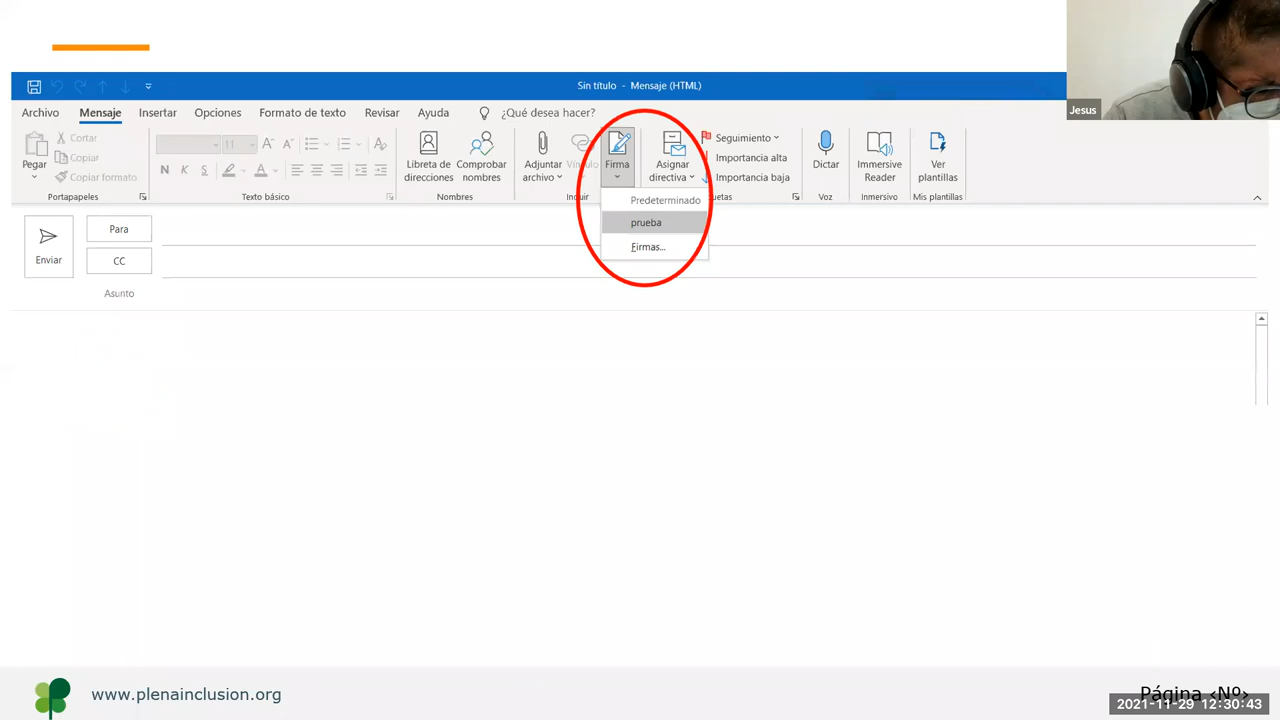 Sin título - Mensaje (HTML)
Jesus
Archivo Mensaje Insertar Opciones Formato de texto Revisar Ayuda ¿Qué desea hacer?
Pegar
Cortar
Copiar
Copiar formato
Portapapeles
11
N K S
A
Texto básico
Libreta de direcciones
Comprobar nombres
Nombres
Adjuntar archivo
Vínculo
Firma
Incluir
Predeterminado
prueba
Firmas...
Asignar directiva
Seguimiento
Importancia alta
Importancia baja
Dictar
Voz
Immersive Reader
Inmersivo
Ver plantillas
Mis plantillas
Enviar
Para
CC
Asunto
www.plenainclusion.org
Página ‹Nº›
2021-11-29 12:30:43